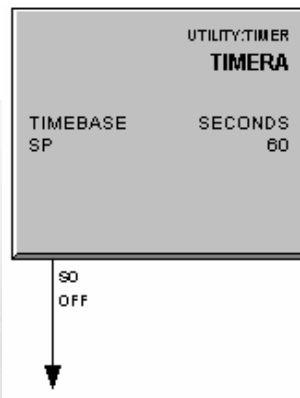 UTILITY:TIMER
TIMERA
TIMEBASE SECONDS
SP 60
SO
OFF